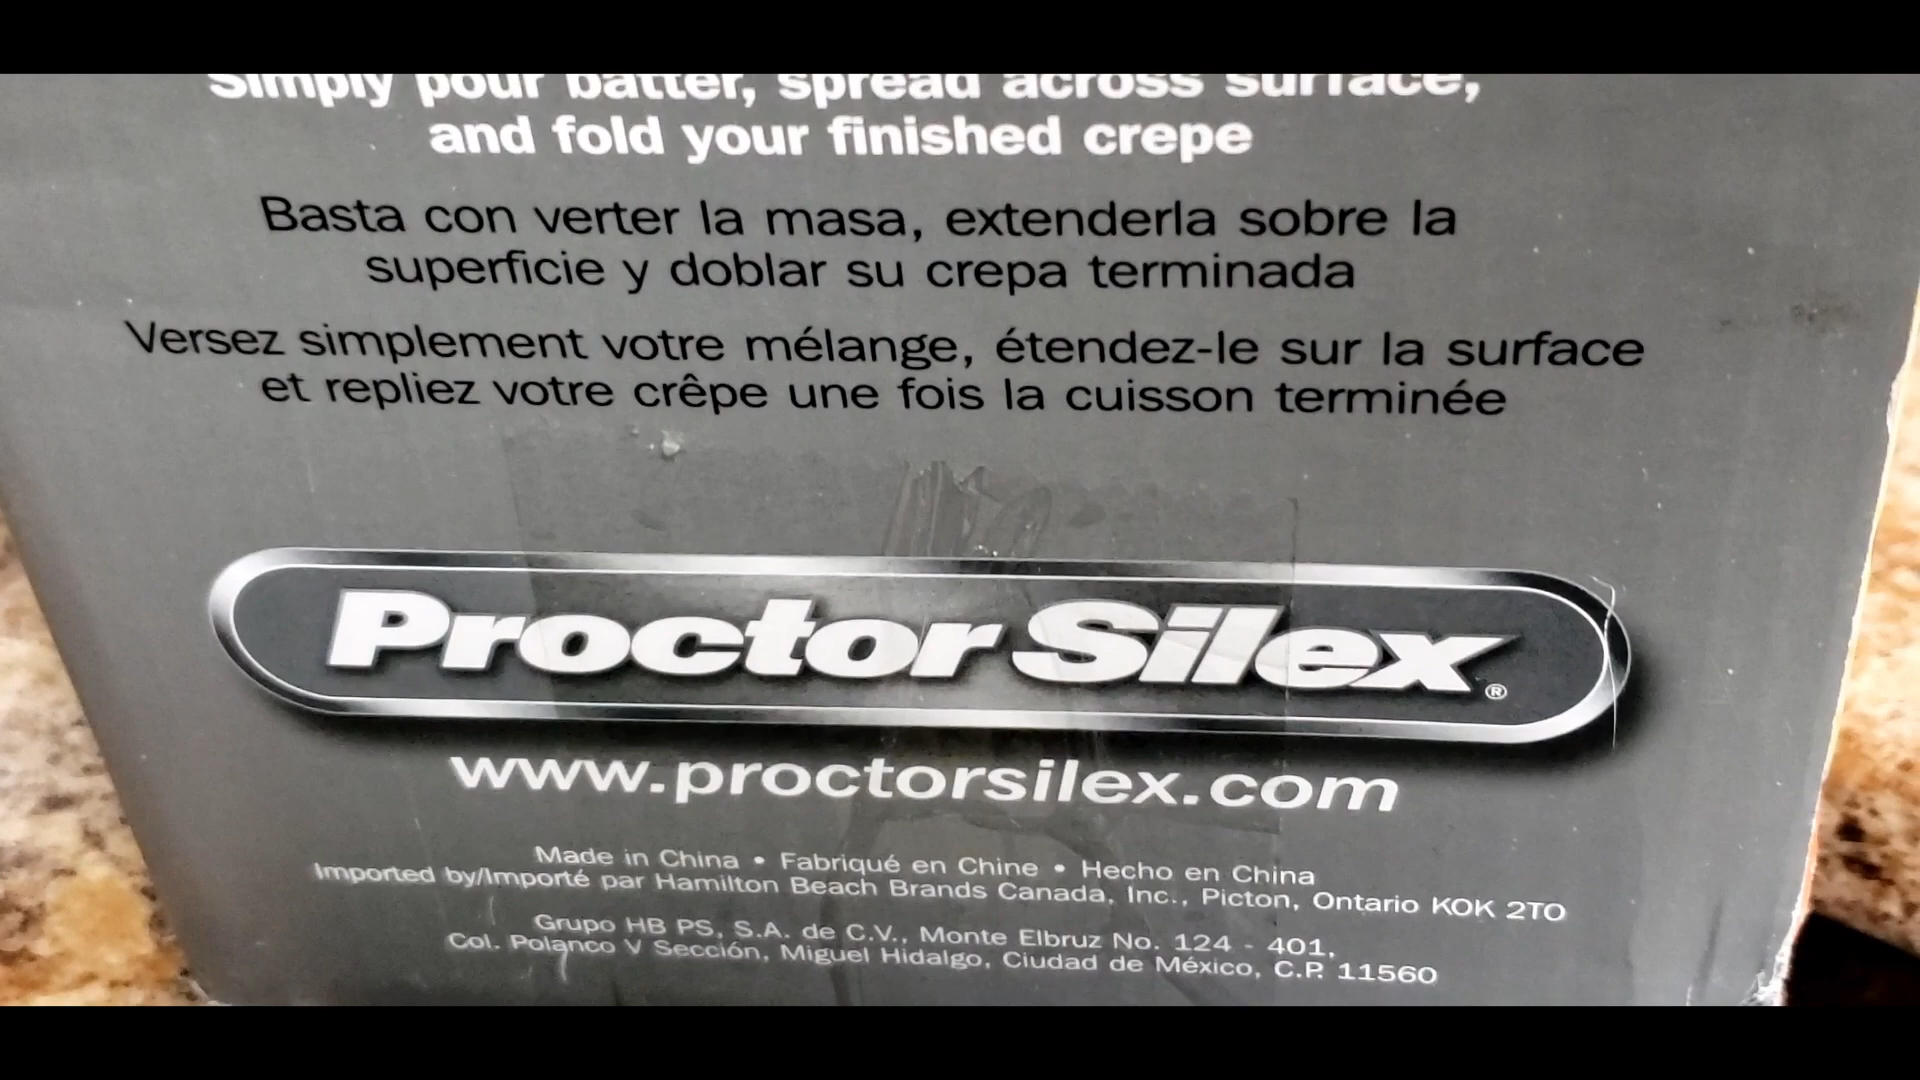 Simply pour batter, spread across surface,
and fold your finished crepe
Basta con verter la masa, extenderla sobre la
superficie y doblar su crepa terminada
Versez simplement votre mélange, étendez-le sur la surface
et repliez votre crêpe une fois la cuisson terminée
Proctor Silex®
www.proctorsilex.com
Made in China • Fabriqué en Chine • Hecho en China
Imported by/Importé par Hamilton Beach Brands Canada, Inc., Picton, Ontario KOK 2TO
Grupo HB PS, S.A. de C.V., Monte Elbruz No. 124 - 401,
Col. Polanco V Sección, Miguel Hidalgo, Ciudad de México, C.P. 11560